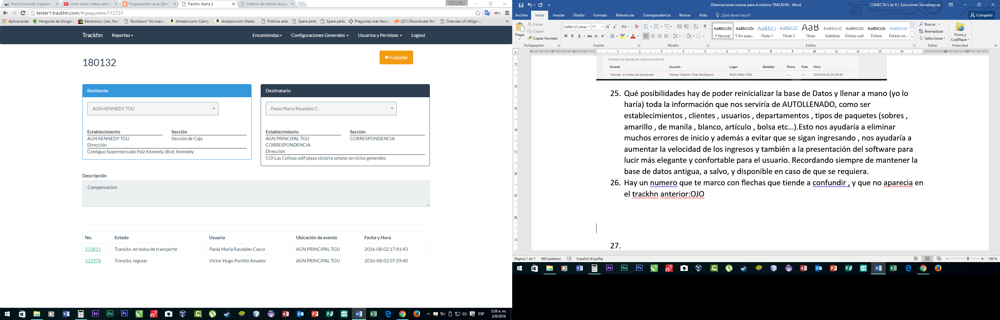 Next University: Ingresar a
como hacer videos anima
Programación Java: Ejerci
Trackhn Alpha 2
Sistema de rastreo de pa
HD Aguilar
tester1.trackhn.com/#/paquetes/172723
Aplicaciones
Hangouts de Google
Electronics, Cars, Fash
Tecnitours "Un nuevo
Amazon.com: Camry
Amazon.com: Master
Publicar esto
Spare parts
Spare parts
Preguntas más frecue
(221) Roundcube Web
Overview of vitiligo re
Trackhn
Reportes
Encomiendas
Configuraciones Generales
Usuarios y Permisos
Logout
180132
Cancelar
Remitente
AGN KENNEDY TGU
Establecimiento Sección
AGN KENNEDY TGU Sección de Caja
Dirección
Contiguo Supermercado Paiz Kennedy, Blvd. Kennedy
Destinatario
Paola Maria Raudales C.
Establecimiento Sección
AGN PRINCIPAL TGU CORRESPONDENCIA
CORRESPONDENCIA
Dirección
COI Las Colinas edif plaza victoria sotano servicios generales
Descripción
Compensacion
No. Estado Usuario Ubicación de evento Fecha y Hora
533811 Transito, en bolsa de transporte Paola Maria Raudales Casco AGN PRINCIPAL TGU 2016-08-02 17:41:43
531978 Transito, regular Victor Hugo Portillo Amador AGN PRINCIPAL TGU 2016-08-02 07:29:40
ESP
3:26 a. m.
3/8/2016
Observaciones nuevas para el sistema TRACKHN - Word
CONECTA S de R L Soluciones Tecnologicas.
Archivo Inicio Insertar Diseño Formato Referencias Correspondencia Revisar Vista ¿Qué desea hacer? Compartir
Pegar
Cortar
Copiar
Copiar formato
Portapapeles
Calibri (Cuerpo 11
N K S abc x₂ x²
Fuente
Párrafo
AaBbCcDc AaBbCcDc AaBbC AaBbCcD AaB AaBbCcD AaBbCcDc AaBbCcDc AaBbCcDc
¶ Normal ¶ Sin espa... Título 1 Título 2 Título Subtítulo Énfasis sutil Énfasis Énfasis int...
Estilos
Buscar
Reemplazar
Seleccionar
Editar
Firme y
Codifique
Privacidad
Estados de tránsito de esta encomienda
Estado Usuario Lugar Detalles Firma Foto Hora
Transito, en bolsa de transporte Osman Fabricio Trejo Rodriguez AGN DANLI DNL ---- ---- 2016-08-02 22:58:00
25. Qué posibilidades hay de poder reinicializar la base de Datos y llenar a mano (yo lo
haría) toda la información que nos serviría de AUTOLLENADO, como ser
establecimientos , clientes , usuarios , departamentos , tipos de paquetes (sobres ,
amarillo , de manila , blanco, artículo , bolsa etc...).Esto nos ayudaría a eliminar
muchos errores de inicio y además a evitar que se sigan ingresando , nos ayudaría a
aumentar la velocidad de los ingresos y también a la presentación del software para
lucir más elegante y confortable para el usuario. Recordando siempre de mantener la
base de datos antigua, a salvo, y disponible en caso de que se requiera.
26. Hay un numero que te marco con flechas que tiende a confundir , y que no aparecia en
el trackhn anterior:OJO
27.
Página 7 de 7 969 palabras Español (España) 190 %